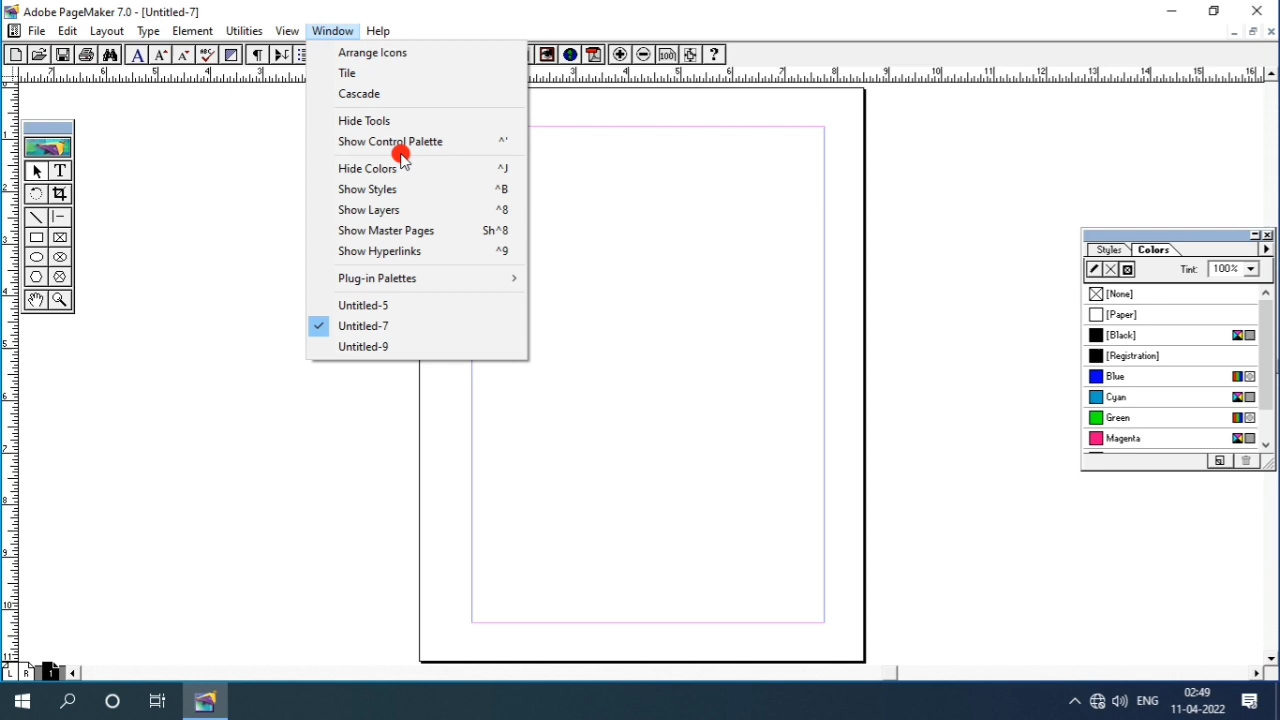 Adobe PageMaker 7.0 - [Untitled-7]
File Edit Layout Type Element Utilities View Window Help
Arrange Icons
Tile
Cascade
Hide Tools
Show Control Palette ^'
Hide Colors ^J
Show Styles ^B
Show Layers ^8
Show Master Pages Sh^8
Show Hyperlinks ^9
Plug-in Palettes
Untitled-5
Untitled-7
Untitled-9
Styles Colors
Tint: 100%
[None]
[Paper]
[Black]
[Registration]
Blue
Cyan
Green
Magenta
L R 1
ENG
02:49
11-04-2022